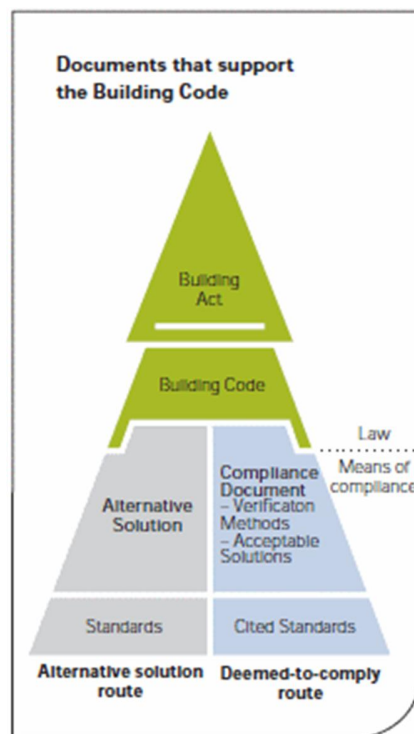 Documents that support
the Building Code
Building
Act
Building Code
Law
Means of
compliance
Alternative
Solution
Compliance
Document
– Verificaton
Methods
– Acceptable
Solutions
Standards
Cited Standards
Alternative solution
route
Deemed-to-comply
route